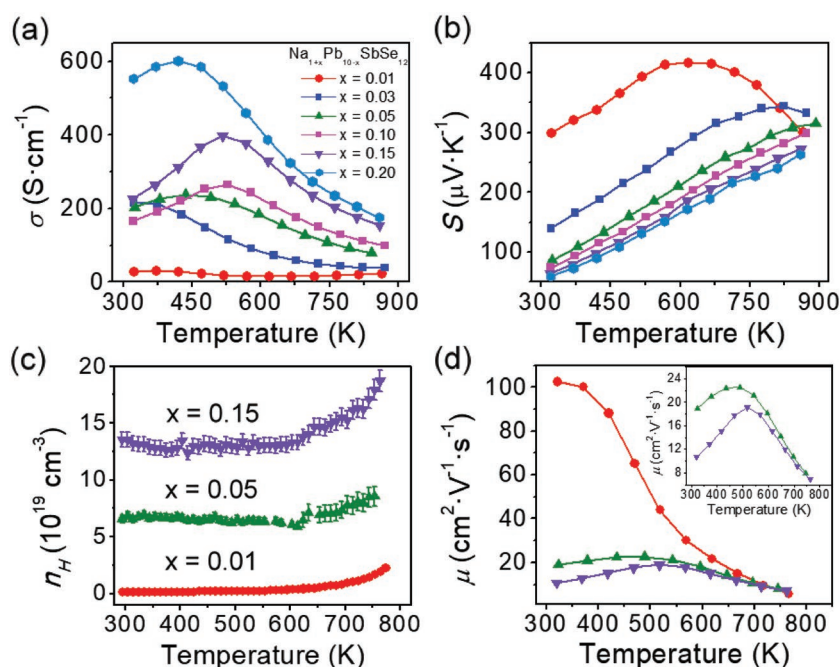 (a)
Na₁₊ₓPb₁₀₋ₓSbSe₁₂
x = 0.01
x = 0.03
x = 0.05
x = 0.10
x = 0.15
x = 0.20
600
400
200
0
σ (S·cm⁻¹)
300 450 600 750 900
Temperature (K)
(b)
400
300
200
100
S (μV·K⁻¹)
300 450 600 750 900
Temperature (K)
(c)
20
15
10
5
0
n_H (10¹⁹ cm⁻³)
x = 0.15
x = 0.05
x = 0.01
300 400 500 600 700 800
Temperature (K)
(d)
100
80
60
40
20
0
μ (cm²·V⁻¹·s⁻¹)
300 400 500 600 700 800
Temperature (K)
24
20
16
12
8
μ (cm²·V⁻¹·s⁻¹)
300 400 500 600 700 800
Temperature (K)